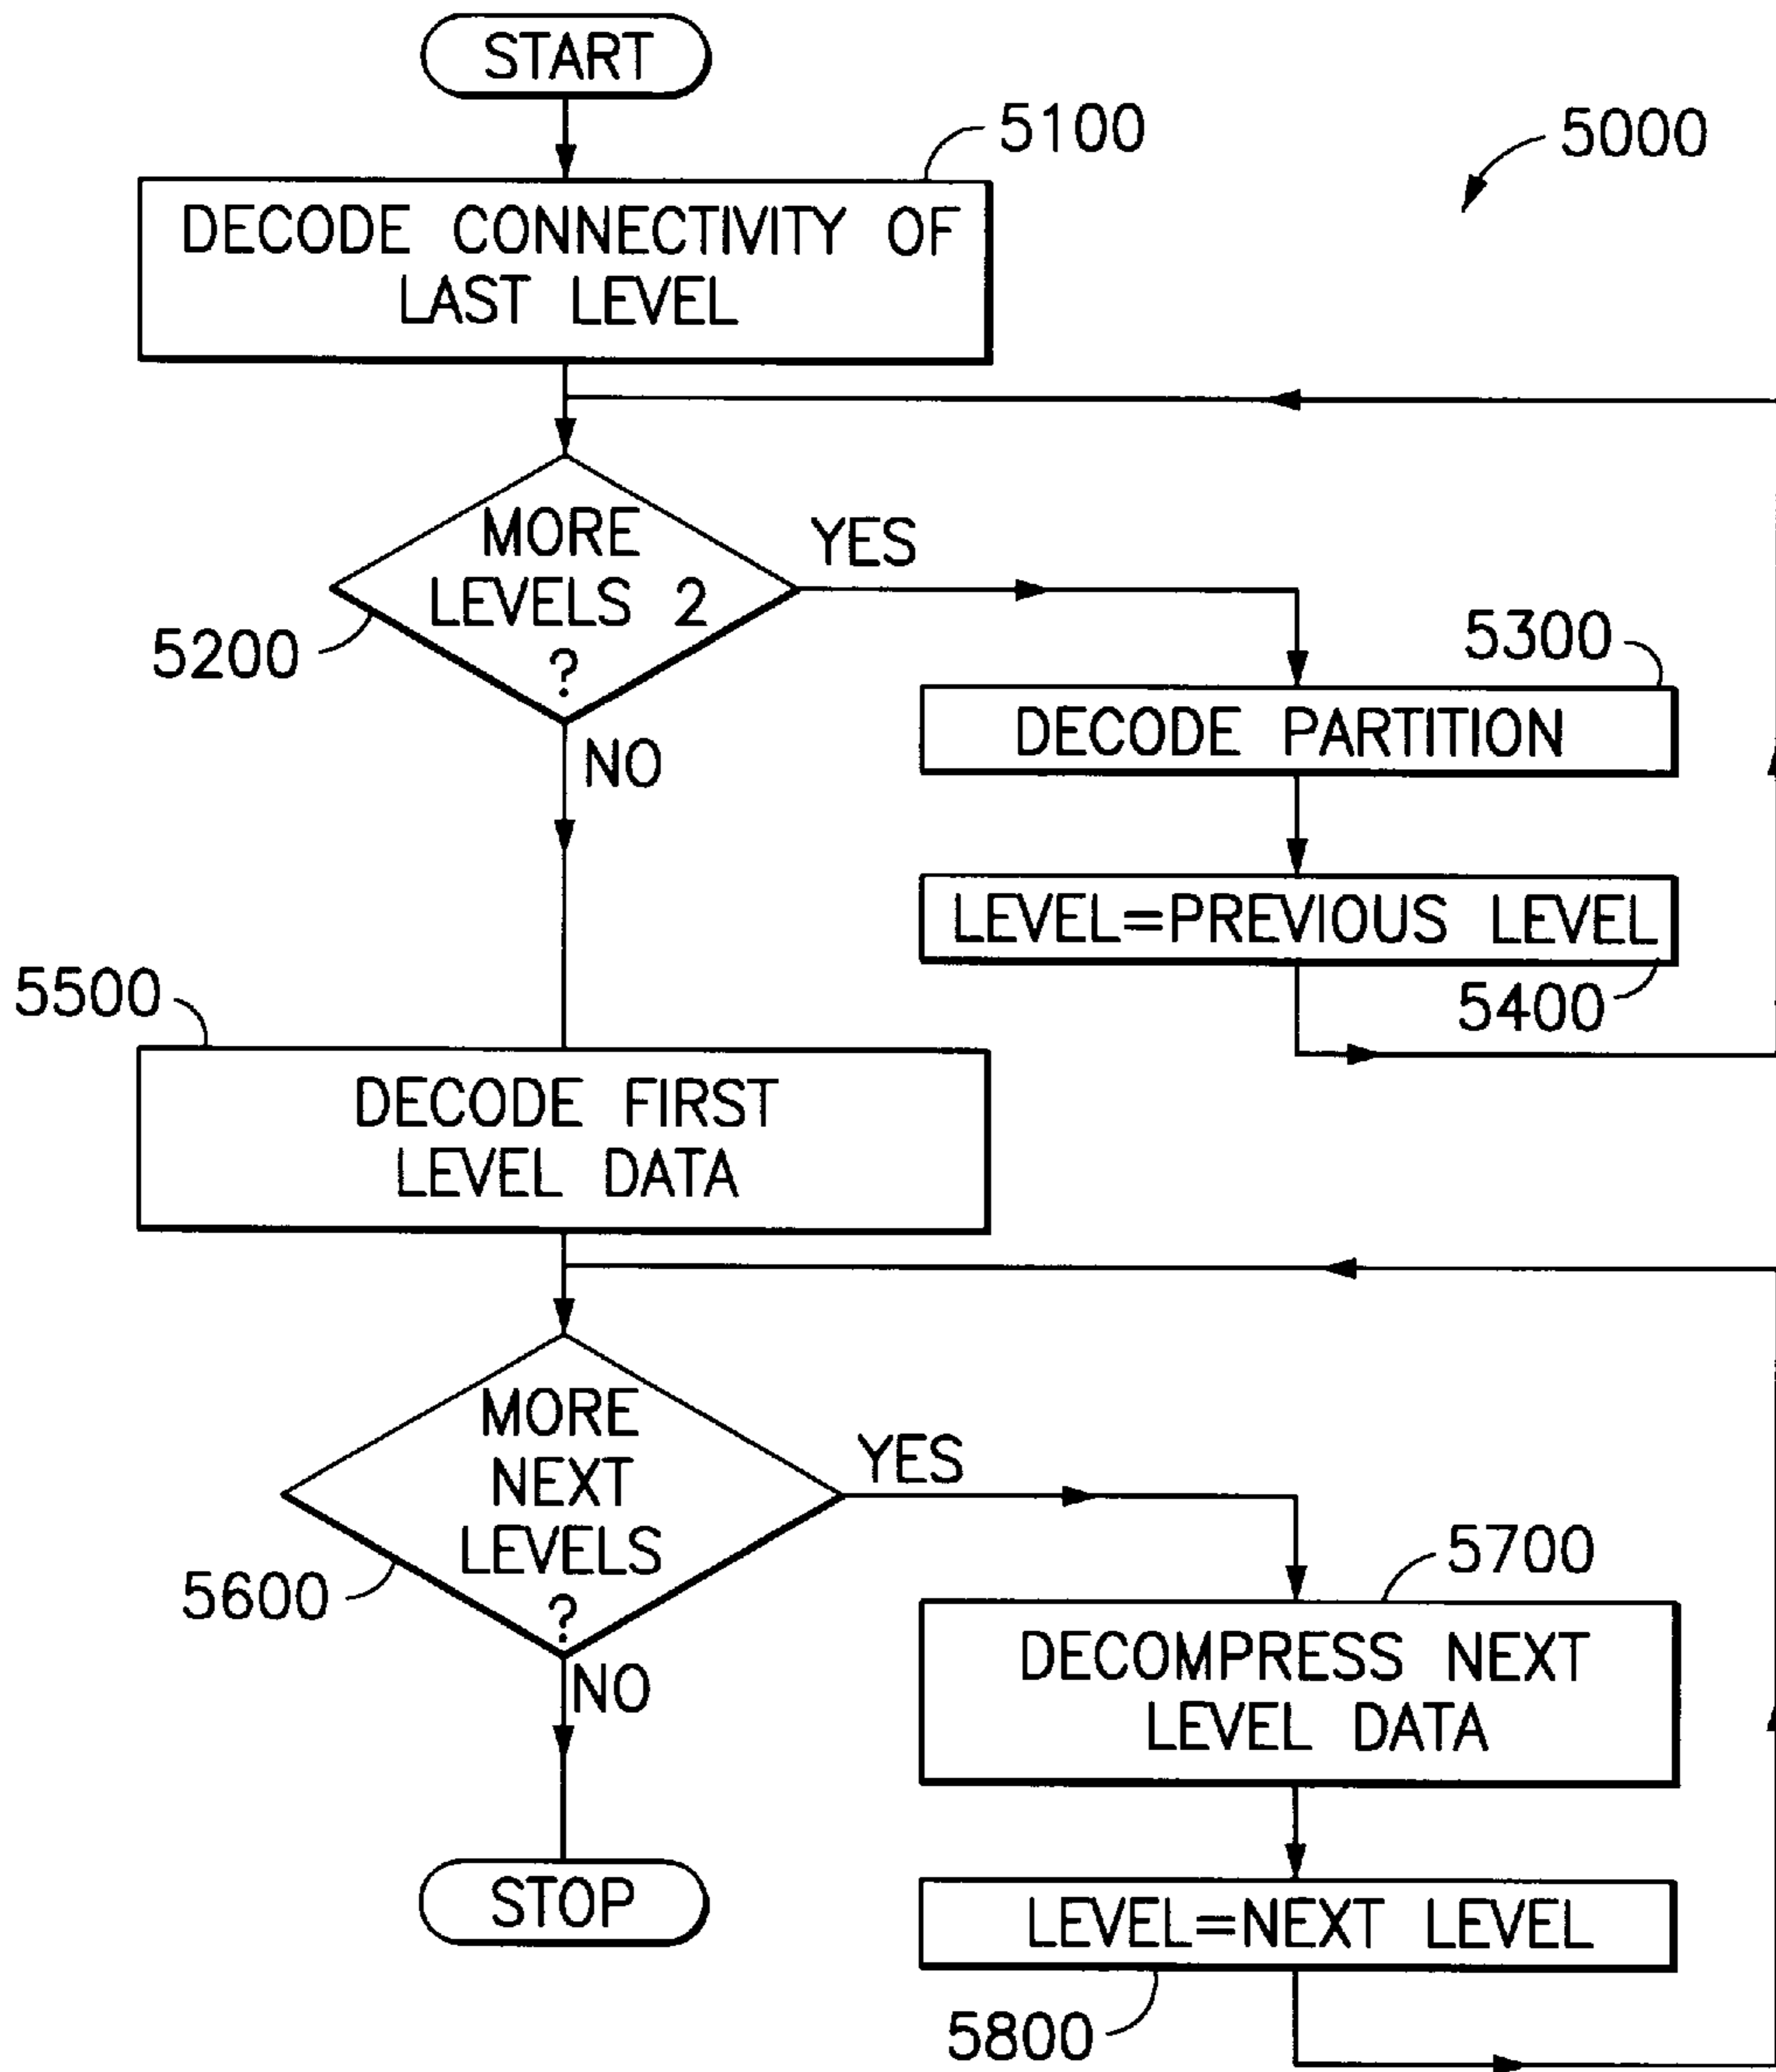 START
5100
5000
DECODE CONNECTIVITY OF
LAST LEVEL
MORE
LEVELS 2
?
YES
5200
NO
5300
DECODE PARTITION
LEVEL=PREVIOUS LEVEL
5400
5500
DECODE FIRST
LEVEL DATA
MORE
NEXT
LEVELS
?
YES
5600
NO
5700
DECOMPRESS NEXT
LEVEL DATA
LEVEL=NEXT LEVEL
5800
STOP